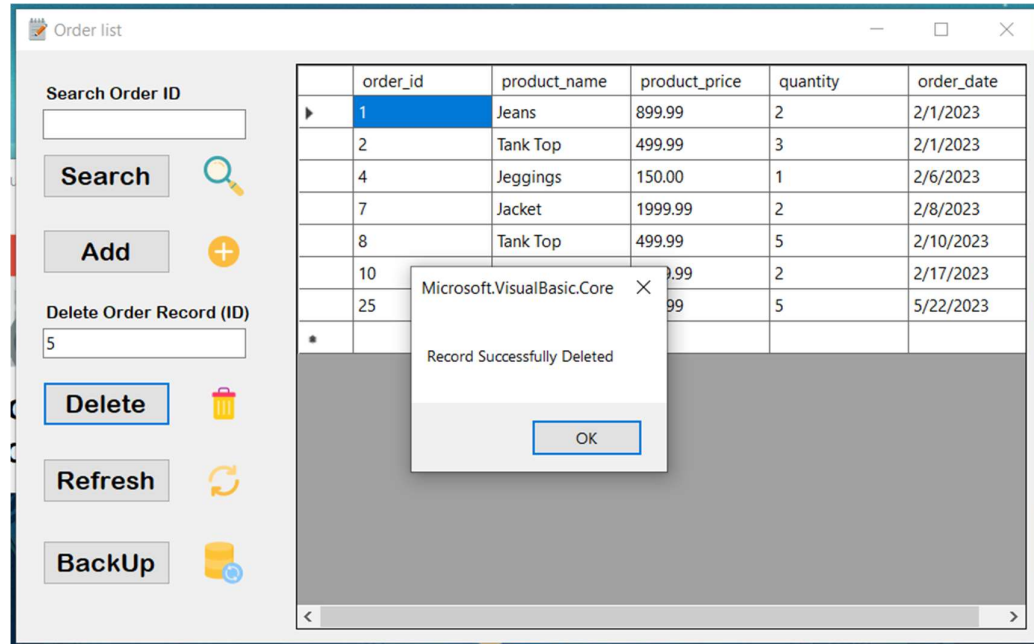 Order list
Search Order ID
Search
Add
Delete Order Record (ID)
5
Delete
Refresh
BackUp
order_id product_name product_price quantity order_date
1 Jeans 899.99 2 2/1/2023
2 Tank Top 499.99 3 2/1/2023
4 Jeggings 150.00 1 2/6/2023
7 Jacket 1999.99 2 2/8/2023
8 Tank Top 499.99 5 2/10/2023
10 2 2/17/2023
25 5 5/22/2023
Microsoft.VisualBasic.Core
Record Successfully Deleted
OK